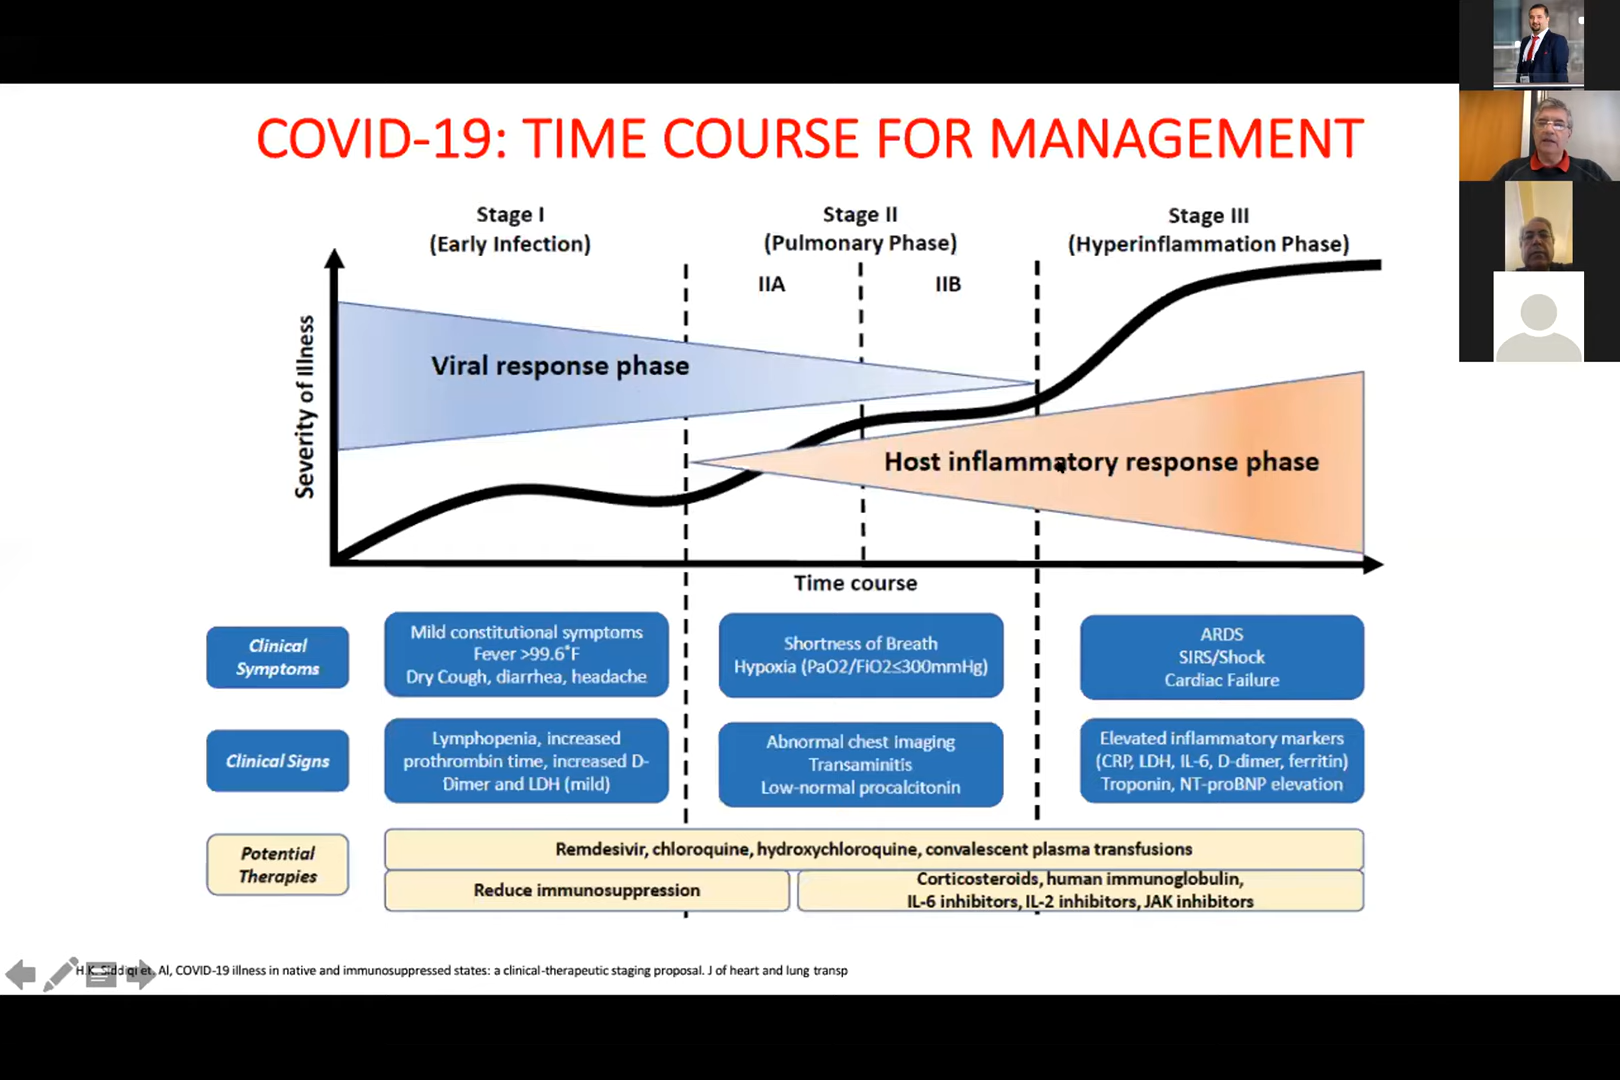 COVID-19: TIME COURSE FOR MANAGEMENT
Stage I
(Early Infection)
Stage II
(Pulmonary Phase)
Stage III
(Hyperinflammation Phase)
IIA
IIB
Severity of Illness
Viral response phase
Host inflammatory response phase
Time course
Clinical
Symptoms
Mild constitutional symptoms
Fever >99.6°F
Dry Cough, diarrhea, headache
Shortness of Breath
Hypoxia (PaO2/FiO2≤300mmHg)
ARDS
SIRS/Shock
Cardiac Failure
Clinical Signs
Lymphopenia, increased
prothrombin time, increased D-
Dimer and LDH (mild)
Abnormal chest imaging
Transaminitis
Low-normal procalcitonin
Elevated inflammatory markers
(CRP, LDH, IL-6, D-dimer, ferritin)
Troponin, NT-proBNP elevation
Potential
Therapies
Remdesivir, chloroquine, hydroxychloroquine, convalescent plasma transfusions
Reduce immunosuppression
Corticosteroids, human immunoglobulin,
IL-6 inhibitors, IL-2 inhibitors, JAK inhibitors
H.K. Siddiqi et. Al, COVID-19 illness in native and immunosuppressed states: a clinical-therapeutic staging proposal. J of heart and lung transp